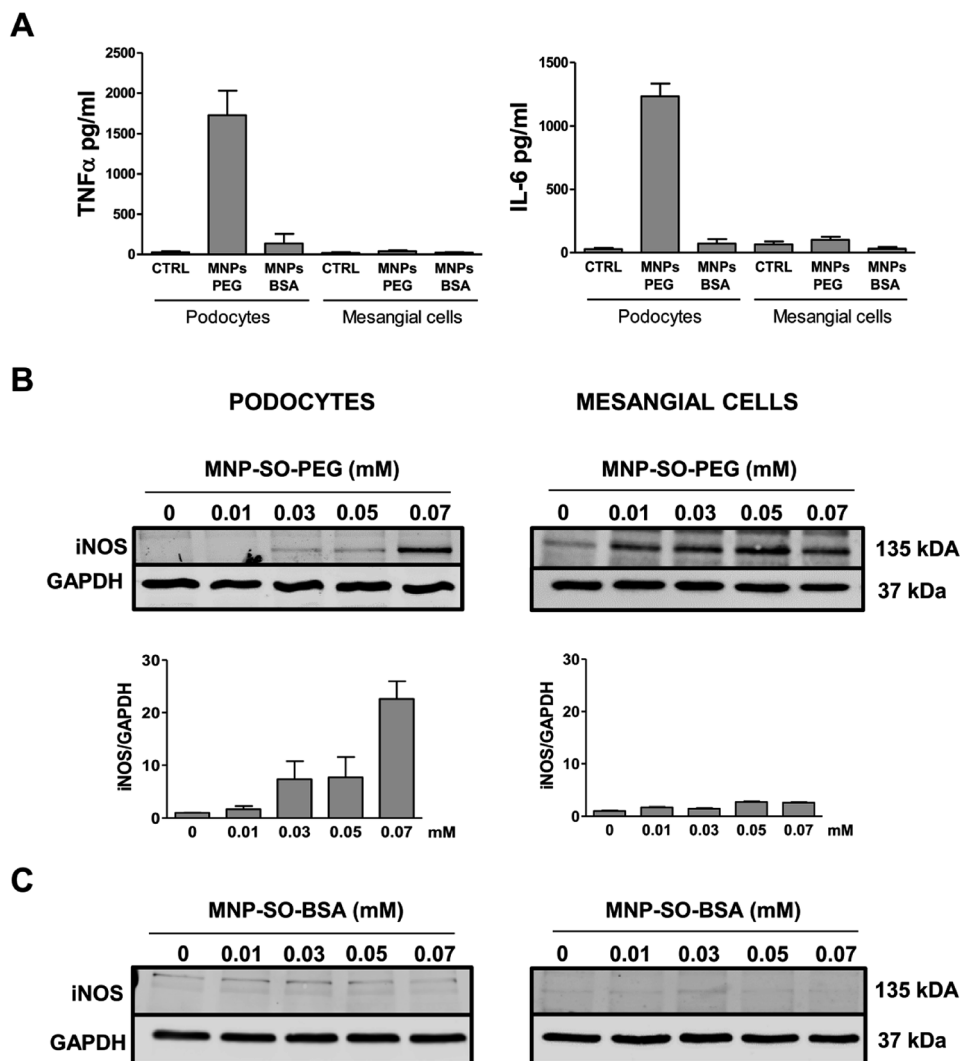 A
TNFα pg/ml
2500
2000
1500
1000
500
0
CTRL MNPs PEG MNPs BSA CTRL MNPs PEG MNPs BSA
Podocytes Mesangial cells
IL-6 pg/ml
1500
1000
500
0
CTRL MNPs PEG MNPs BSA CTRL MNPs PEG MNPs BSA
Podocytes Mesangial cells
B
PODOCYTES
MESANGIAL CELLS
MNP-SO-PEG (mM)
0 0.01 0.03 0.05 0.07
MNP-SO-PEG (mM)
0 0.01 0.03 0.05 0.07
iNOS
135 kDA
GAPDH
37 kDa
iNOS/GAPDH
30
20
10
0
0 0.01 0.03 0.05 0.07 mM
iNOS/GAPDH
30
20
10
0
0 0.01 0.03 0.05 0.07 mM
C
MNP-SO-BSA (mM)
0 0.01 0.03 0.05 0.07
MNP-SO-BSA (mM)
0 0.01 0.03 0.05 0.07
iNOS
135 kDA
GAPDH
37 kDa